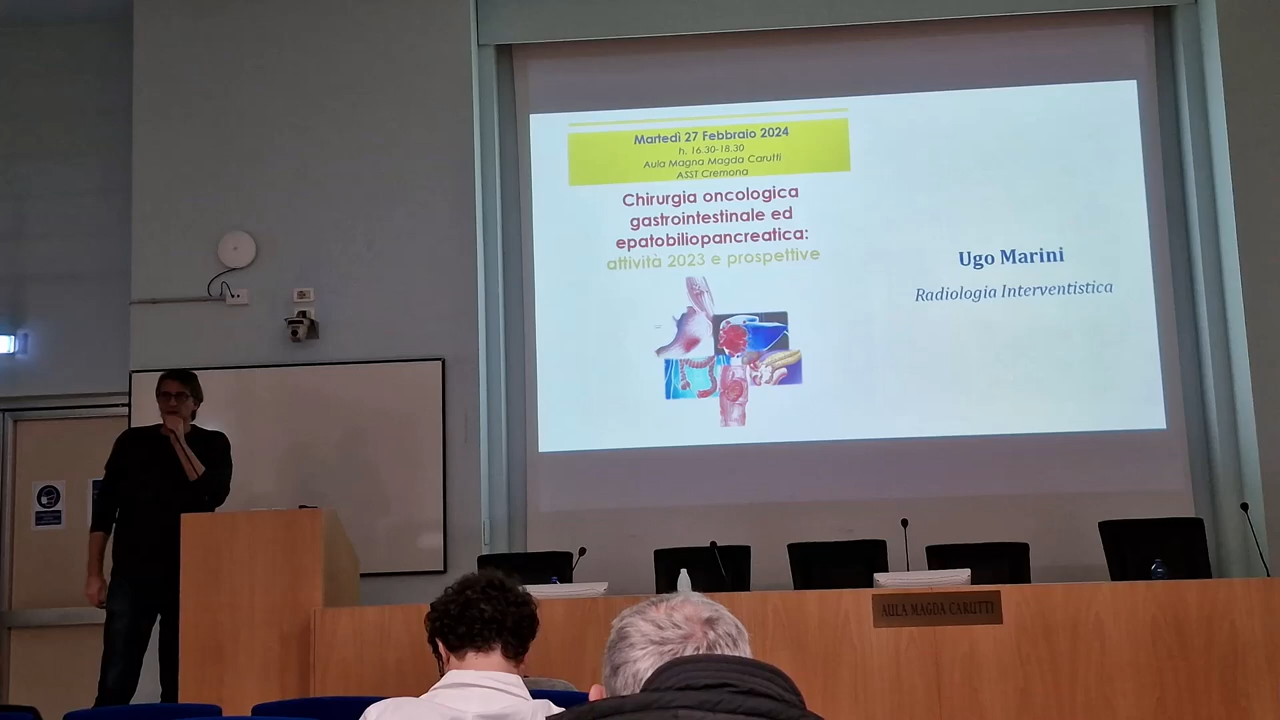 Martedì 27 Febbraio 2024
h. 16.30-18.30
Aula Magna Magda Carutti
ASST Cremona
Chirurgia oncologica
gastrointestinale ed
epatobiliopancreatica:
attività 2023 e prospettive
Ugo Marini
Radiologia Interventistica
AULA MAGDA CARUTTI